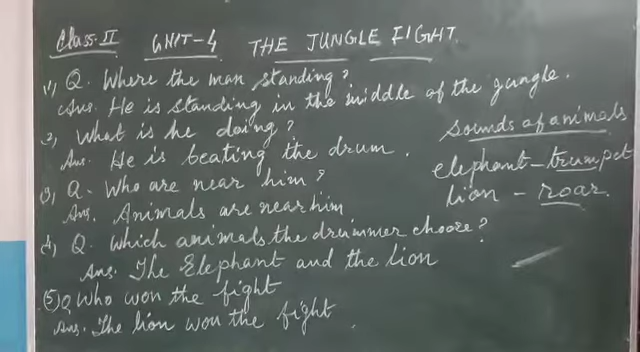 Class-II UNIT-4 THE JUNGLE FIGHT.
1) Q. Where the man standing?
Ans. He is standing in the middle of the jungle.
2) What is he doing?
Ans. He is beating the drum.
3) Q. Who are near him?
Ans. Animals are near him
4) Q. Which animals the drummer choose?
Ans. The Elephant and the lion
(5) Q Who won the fight
Ans. The lion won the fight.
Sounds of animals
elephant - trumpet
lion - roar.